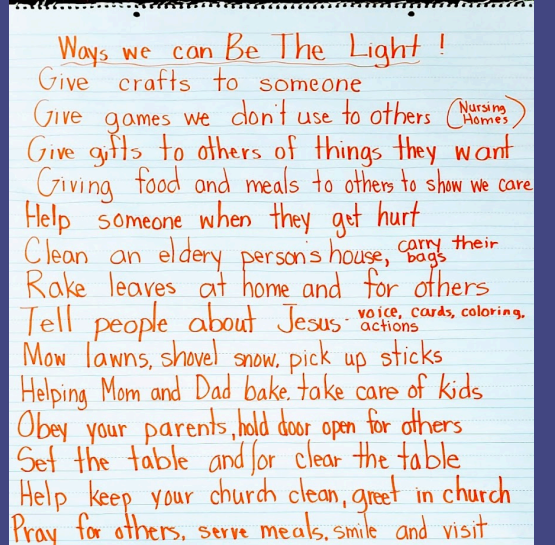 Ways we can Be The Light !
Give crafts to someone
Give games we don't use to others (Nursing Homes)
Give gifts to others of things they want
Giving food and meals to others to show we care
Help someone when they get hurt
Clean an eldery person's house, carry their bags
Rake leaves at home and for others
Tell people about Jesus - voice, cards, coloring, actions
Mow lawns, shovel snow, pick up sticks
Helping Mom and Dad bake, take care of kids
Obey your parents, hold door open for others
Set the table and/or clear the table
Help keep your church clean, greet in church
Pray for others, serve meals, smile and visit